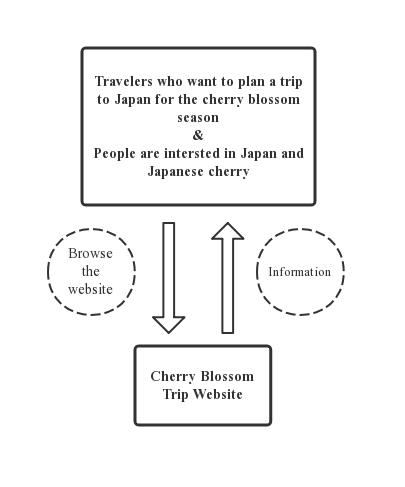 Travelers who want to plan a trip
to Japan for the cherry blossom
season
&
People are intersted in Japan and
Japanese cherry
Browse
the
website
Information
Cherry Blossom
Trip Website